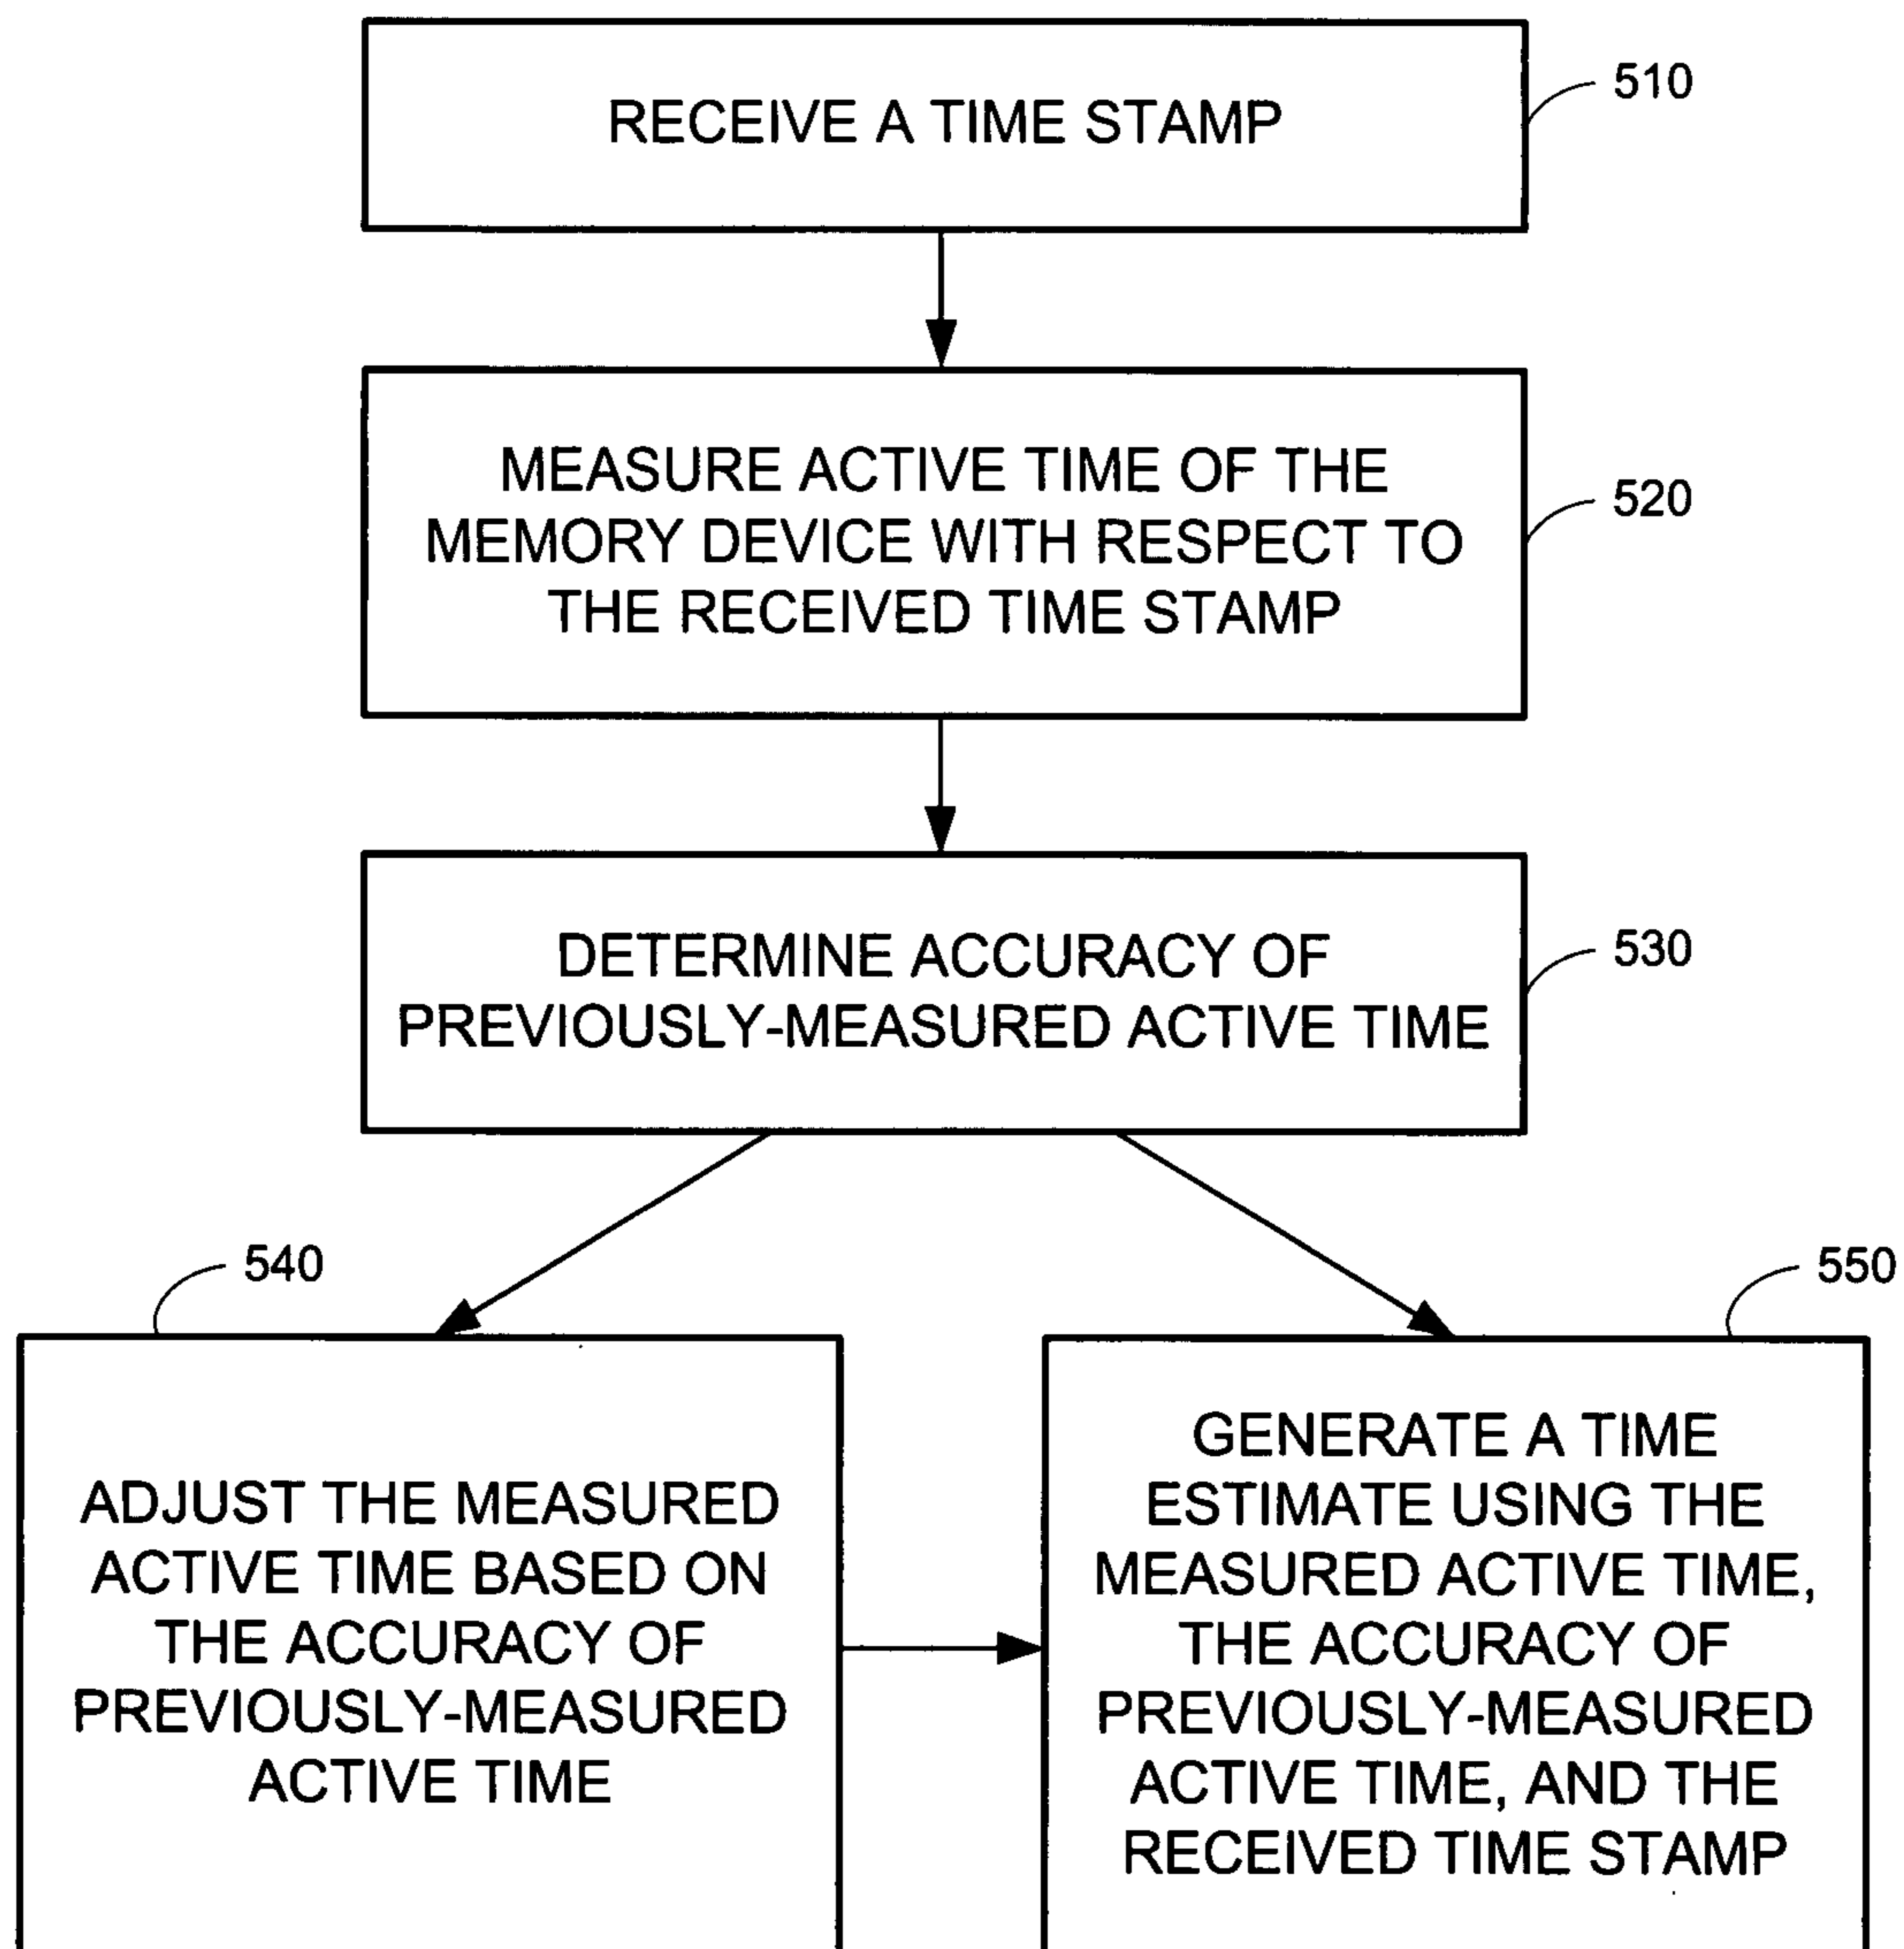 RECEIVE A TIME STAMP
510
MEASURE ACTIVE TIME OF THE
MEMORY DEVICE WITH RESPECT TO
THE RECEIVED TIME STAMP
520
DETERMINE ACCURACY OF
PREVIOUSLY-MEASURED ACTIVE TIME
530
540
ADJUST THE MEASURED
ACTIVE TIME BASED ON
THE ACCURACY OF
PREVIOUSLY-MEASURED
ACTIVE TIME
550
GENERATE A TIME
ESTIMATE USING THE
MEASURED ACTIVE TIME,
THE ACCURACY OF
PREVIOUSLY-MEASURED
ACTIVE TIME, AND THE
RECEIVED TIME STAMP